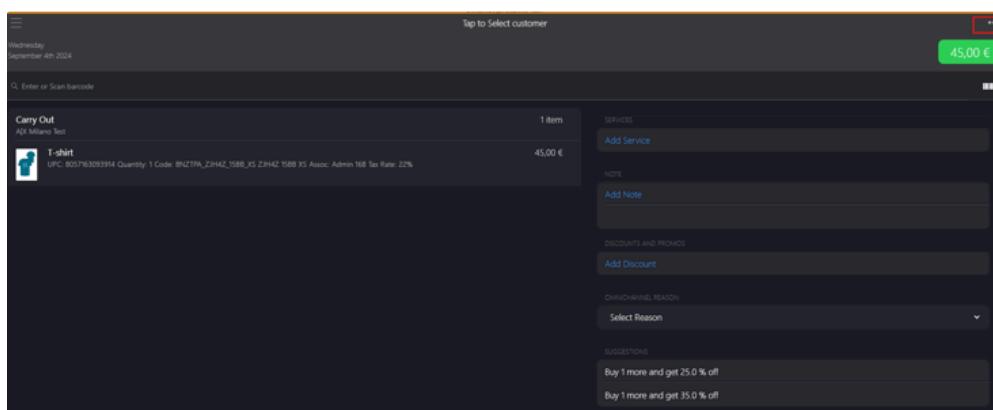 Tap to Select customer
Wednesday
September 4th 2024
45,00 €
Enter or Scan barcode
Carry Out
1 item
A|X Milano Test
T-shirt
45,00 €
UPC: 8057163093914 Quantity: 1 Code: 8NZTPA_ZJH4Z_15BB_XS ZJH4Z 15BB XS Assoc: Admin 168 Tax Rate: 22%
SERVICES
Add Service
NOTE
Add Note
DISCOUNTS AND PROMOS
Add Discount
OMNICHANNEL REASON
Select Reason
SUGGESTIONS
Buy 1 more and get 25.0 % off
Buy 1 more and get 35.0 % off